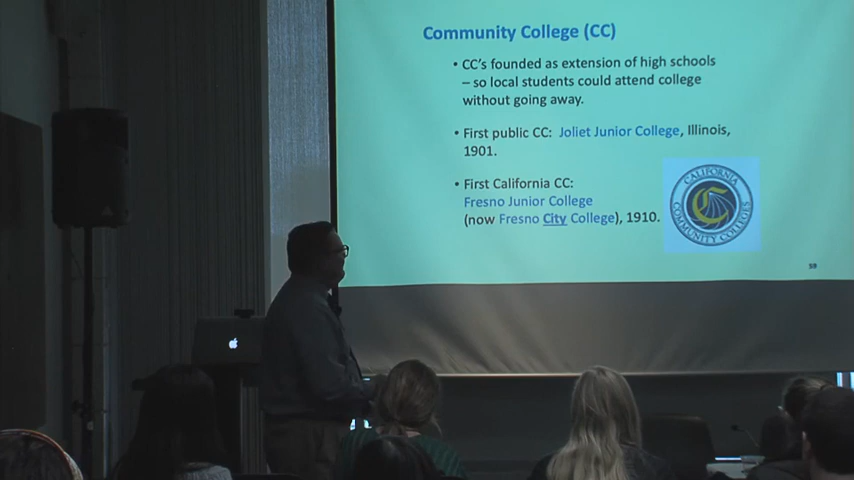 Community College (CC)
• CC's founded as extension of high schools
– so local students could attend college
without going away.
• First public CC: Joliet Junior College, Illinois,
1901.
• First California CC:
Fresno Junior College
(now Fresno City College), 1910.
CALIFORNIA
COMMUNITY COLLEGES
59